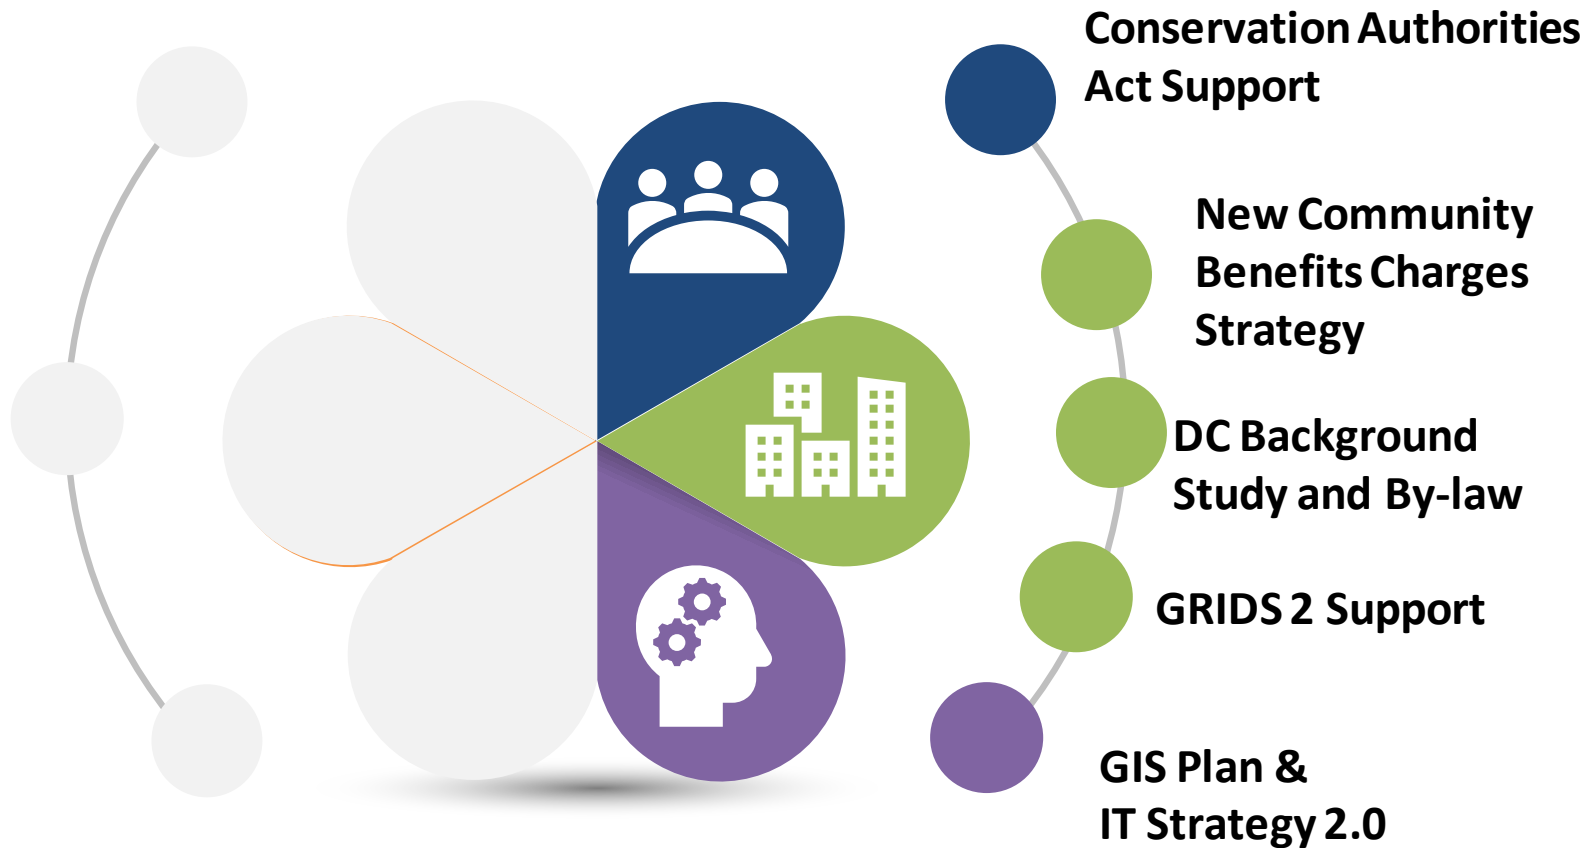 Conservation Authorities
Act Support
New Community
Benefits Charges
Strategy
DC Background
Study and By-law
GRIDS 2 Support
GIS Plan &
IT Strategy 2.0